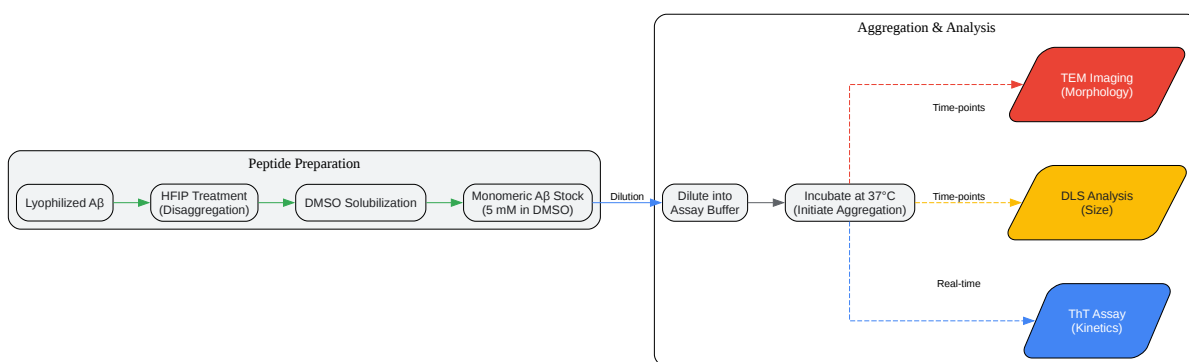 Peptide Preparation
Lyophilized Aβ
HFIP Treatment
(Disaggregation)
DMSO Solubilization
Monomeric Aβ Stock
(5 mM in DMSO)
Dilution
Aggregation & Analysis
Dilute into
Assay Buffer
Incubate at 37°C
(Initiate Aggregation)
Time-points
TEM Imaging
(Morphology)
Time-points
DLS Analysis
(Size)
Real-time
ThT Assay
(Kinetics)